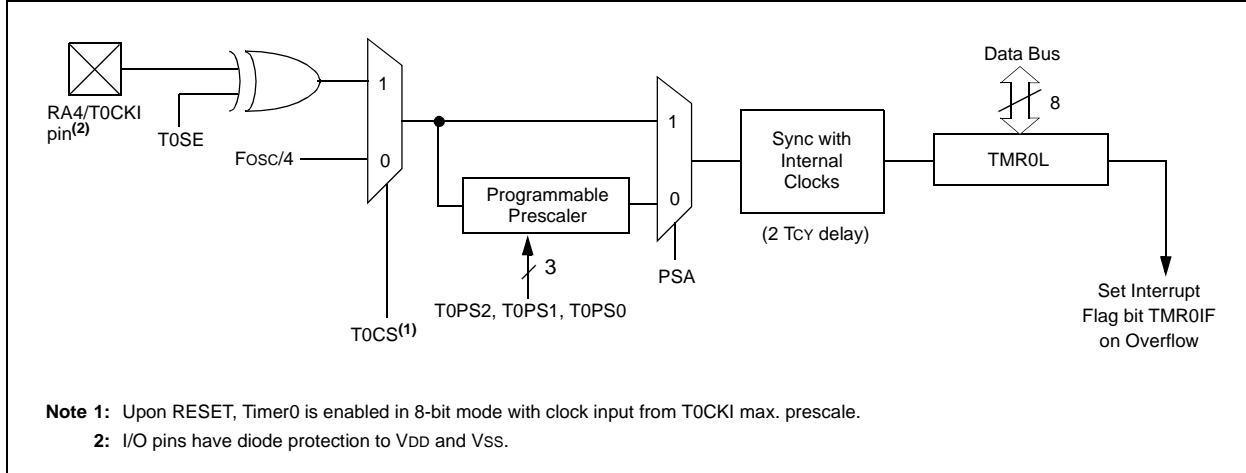 Data Bus
8
RA4/T0CKI
pin(2)
T0SE
FOSC/4
1
0
T0CS(1)
Programmable
Prescaler
3
T0PS2, T0PS1, T0PS0
1
0
PSA
Sync with
Internal
Clocks
(2 TCY delay)
TMR0L
Set Interrupt
Flag bit TMR0IF
on Overflow
Note 1: Upon RESET, Timer0 is enabled in 8-bit mode with clock input from T0CKI max. prescale.
2: I/O pins have diode protection to VDD and VSS.